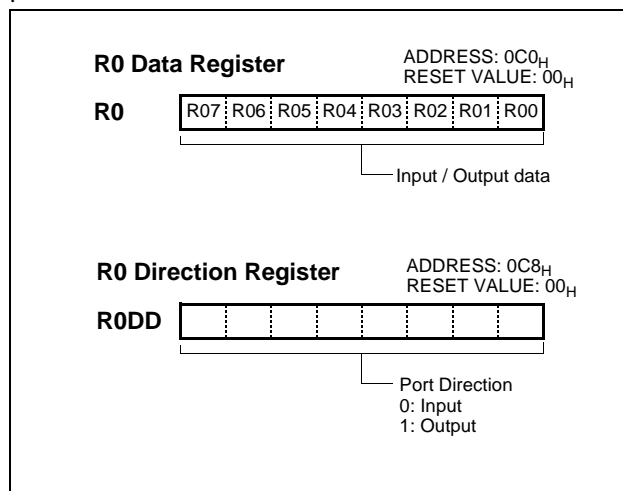 R0 Data Register
ADDRESS: 0C0H
RESET VALUE: 00H
R0
R07 R06 R05 R04 R03 R02 R01 R00
Input / Output data
R0 Direction Register
ADDRESS: 0C8H
RESET VALUE: 00H
R0DD
Port Direction
0: Input
1: Output